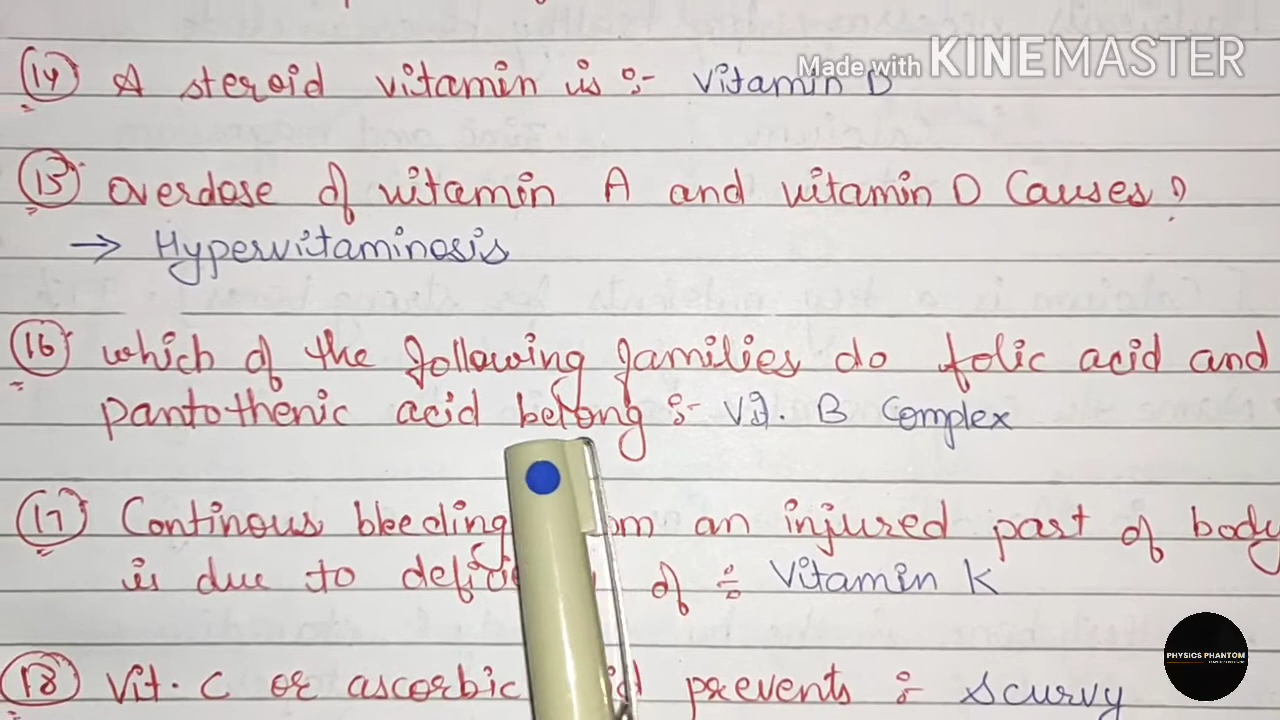 Made with KINEMASTER
(14) A steroid vitamin is :- Vitamin D
(15) overdose of vitamin A and vitamin D Causes?
→ Hypervitaminosis
(16) which of the following families do folic acid and
pantothenic acid belong :- Vit. B Complex
(17) Continous bleeding an injured part of body
is due to of ÷ Vitamin K
(18) Vit. C or ascorbic prevents :- Scurvy
PHYSICS PHANTOM